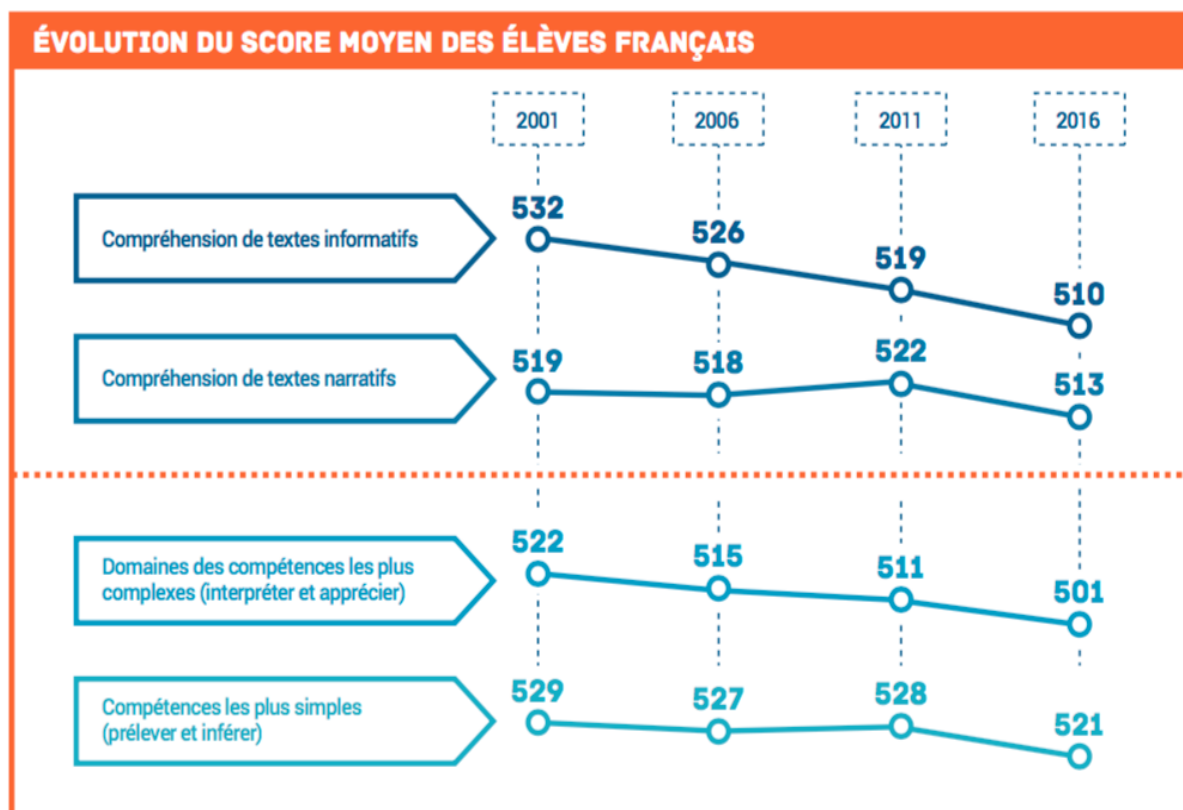 ÉVOLUTION DU SCORE MOYEN DES ÉLÈVES FRANÇAIS
2001 2006 2011 2016
Compréhension de textes informatifs
532 526 519 510
Compréhension de textes narratifs
519 518 522 513
Domaines des compétences les plus
complexes (interpréter et apprécier)
522 515 511 501
Compétences les plus simples
(prélever et inférer)
529 527 528 521